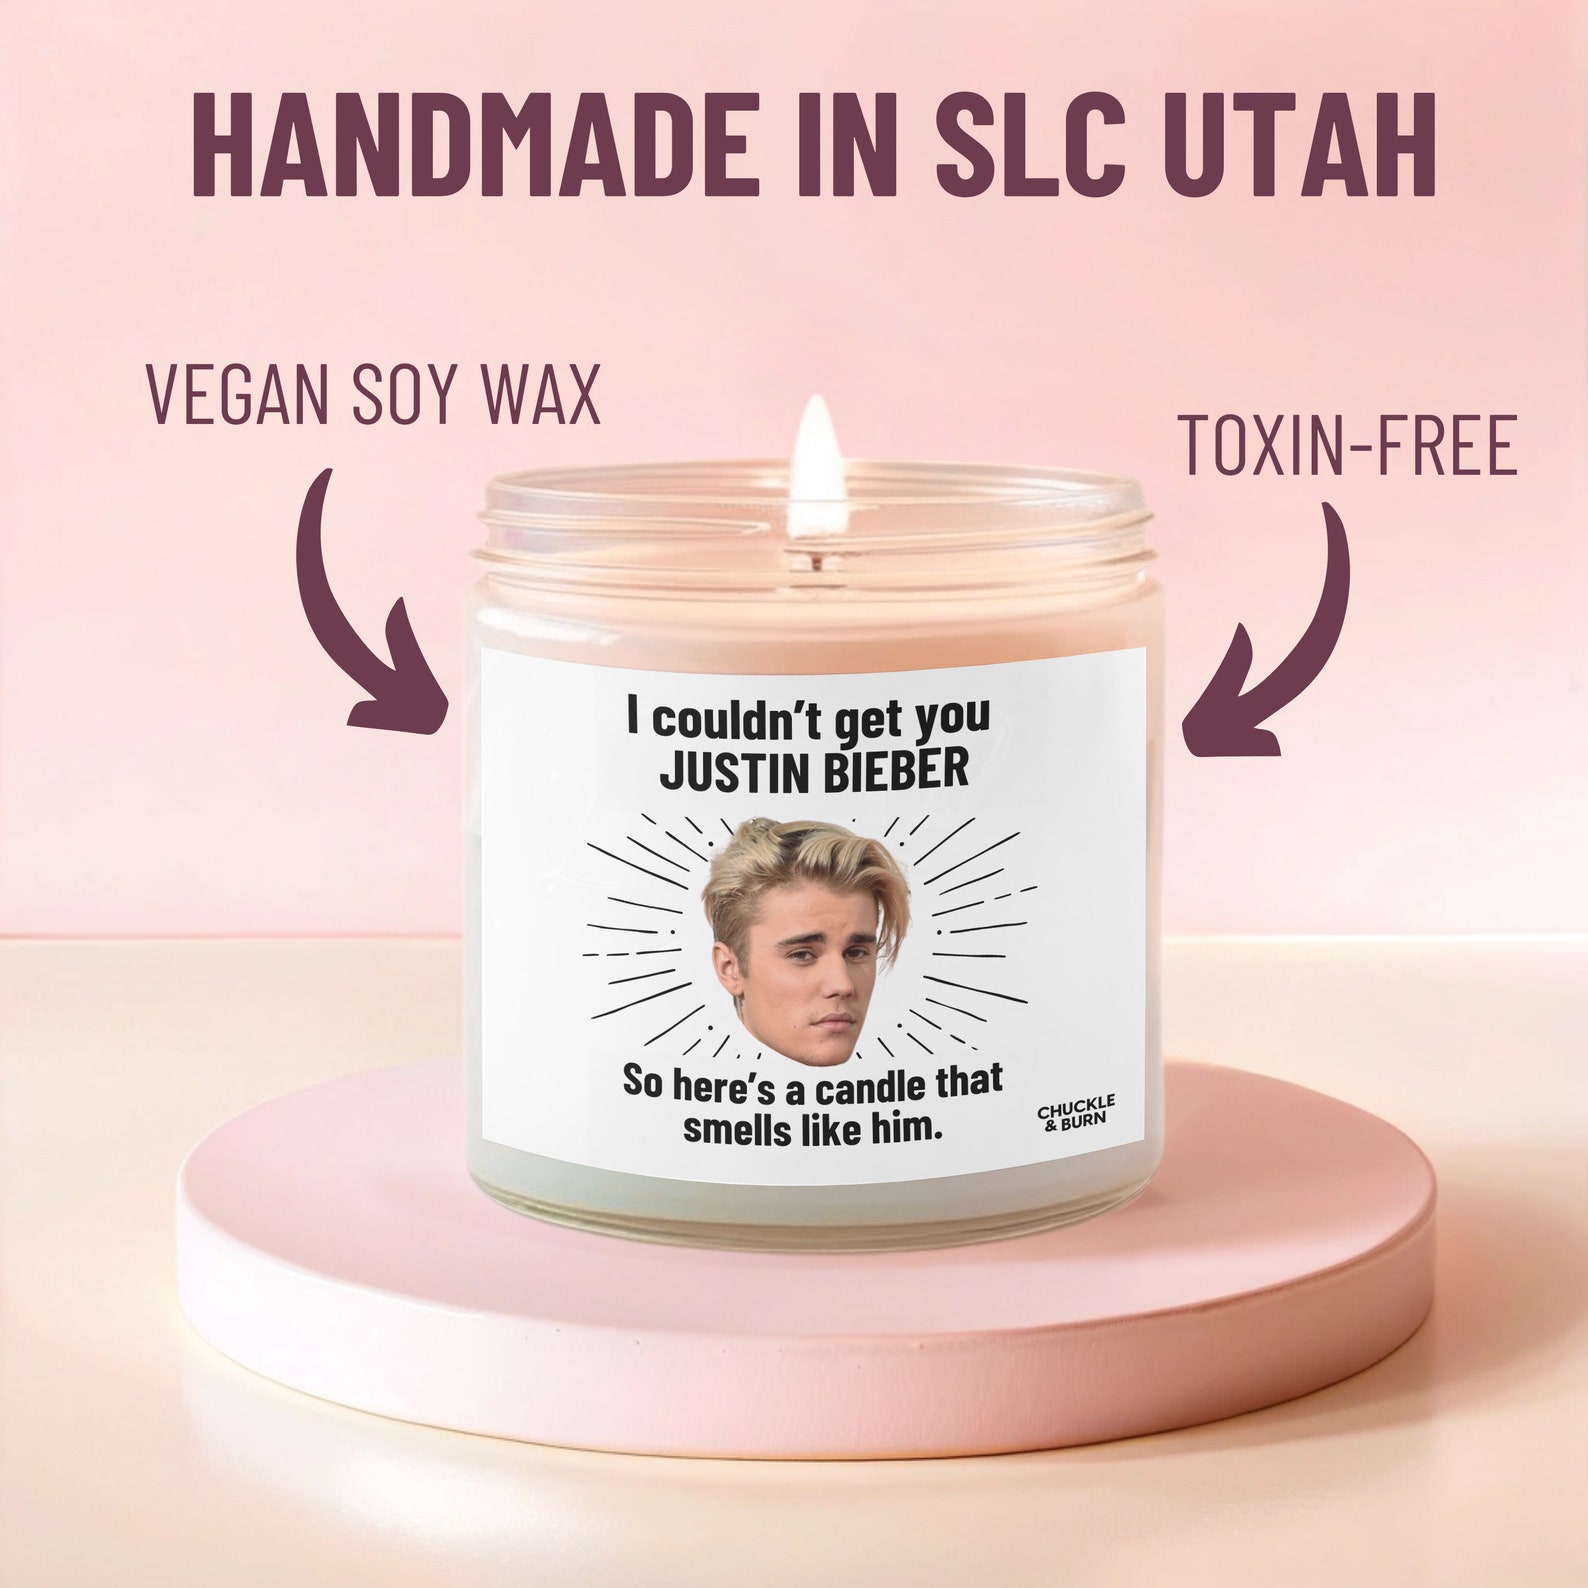 HANDMADE IN SLC UTAH
VEGAN SOY WAX
TOXIN-FREE
I couldn’t get you
JUSTIN BIEBER
So here’s a candle that
smells like him.
CHUCKLE
& BURN